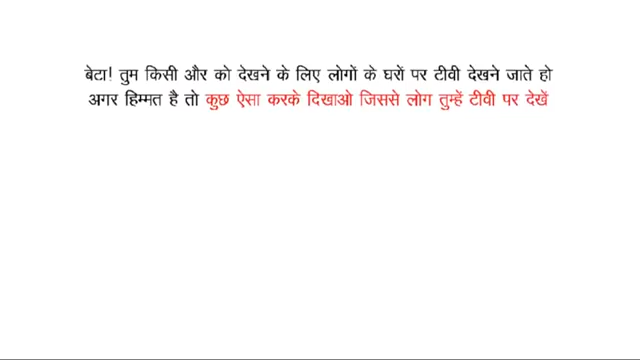 बेटा! तुम किसी और को देखने के लिए लोगों के घरों पर टीवी देखने जाते हो
अगर हिम्मत है तो कुछ ऐसा करके दिखाओ जिससे लोग तुम्हें टीवी पर देखें